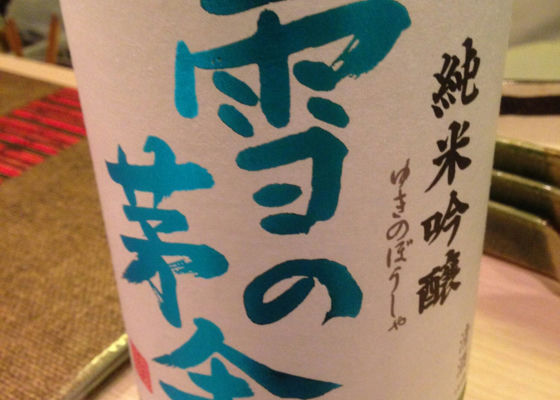 純米吟醸
ゆきのぼうしゃ
雪の
茅舎